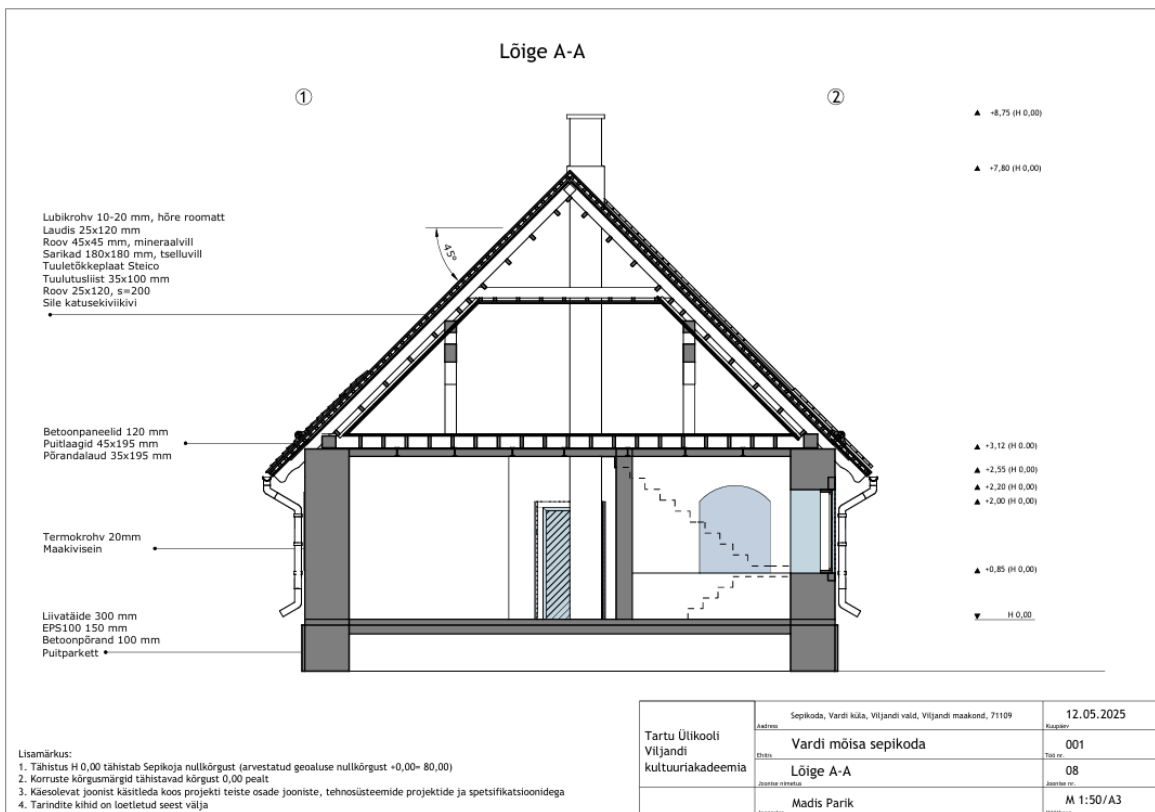 Lõige A-A
1
2
+8,75 (H 0,00)
+7,80 (H 0,00)
Lubikrohv 10-20 mm, hõre roomatt
Laudis 25x120 mm
Roov 45x45 mm, mineraalvill
Sarikad 180x180 mm, tselluvill
Tuuletõkkeplaat Steico
Tuulutusliist 35x100 mm
Roov 25x120, s=200
Sile katusekiviikivi
45°
Betoonpaneelid 120 mm
Puitlaagid 45x195 mm
Põrandalaud 35x195 mm
+3,12 (H 0.00)
+2,55 (H 0,00)
+2,20 (H 0,00)
+2,00 (H 0,00)
Termokrohv 20mm
Maakivisein
+0,85 (H 0,00)
Liivatäide 300 mm
EPS100 150 mm
Betoonpõrand 100 mm
Puitparkett
H 0,00
Lisamärkus:
1. Tähistus H 0,00 tähistab Sepikoja nullkõrgust (arvestatud geoaluse nullkõrgust +0,00= 80,00)
2. Korruste kõrgusmärgid tähistavad kõrgust 0,00 pealt
3. Käesolevat joonist käsitleda koos projekti teiste osade jooniste, tehnosüsteemide projektide ja spetsifikatsioonidega
4. Tarindite kihid on loetletud seest välja
Tartu Ülikooli
Viljandi
kultuuriakadeemia
Sepikoda, Vardi küla, Viljandi vald, Viljandi maakond, 71109
Aadress
12.05.2025
Kuupäev
Vardi mõisa sepikoda
Ehitis
001
Töö nr.
Lõige A-A
Joonise nimetus
08
Joonise nr.
Madis Parik
M 1:50/A3